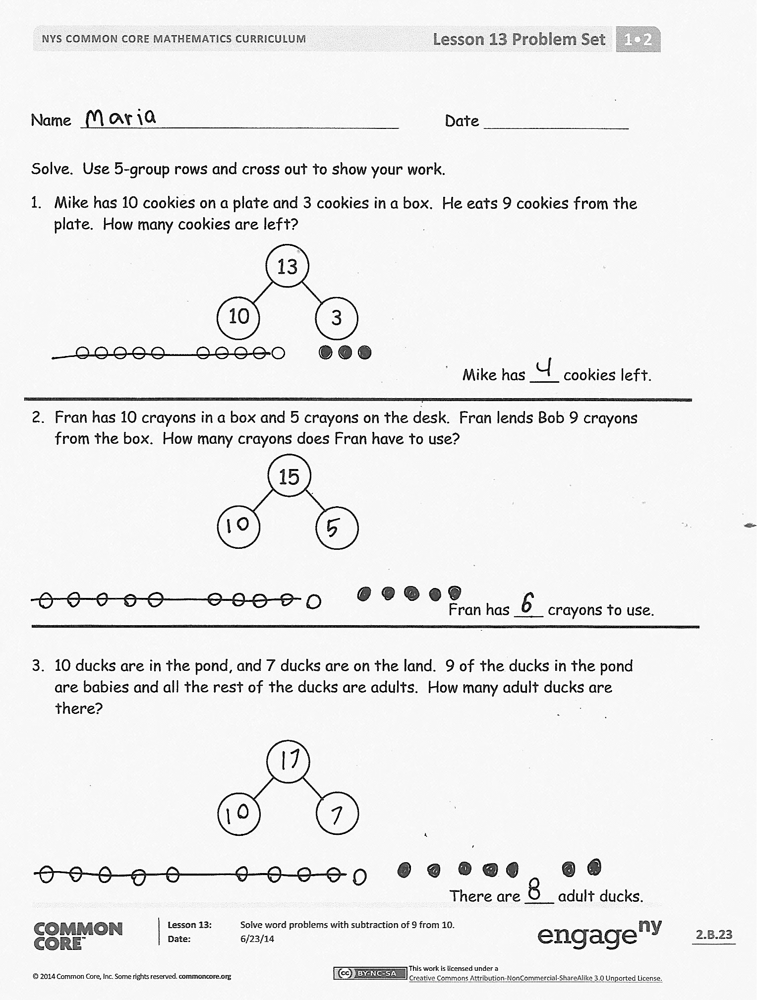 NYS COMMON CORE MATHEMATICS CURRICULUM
Lesson 13 Problem Set
1•2
Name Maria
Date
Solve. Use 5-group rows and cross out to show your work.
1. Mike has 10 cookies on a plate and 3 cookies in a box. He eats 9 cookies from the
plate. How many cookies are left?
13
10 3
Mike has 4 cookies left.
2. Fran has 10 crayons in a box and 5 crayons on the desk. Fran lends Bob 9 crayons
from the box. How many crayons does Fran have to use?
15
10 5
Fran has 6 crayons to use.
3. 10 ducks are in the pond, and 7 ducks are on the land. 9 of the ducks in the pond
are babies and all the rest of the ducks are adults. How many adult ducks are
there?
17
10 7
There are 8 adult ducks.
COMMON
CORE™
Lesson 13: Solve word problems with subtraction of 9 from 10.
Date: 6/23/14
engage ny
2.B.23
© 2014 Common Core, Inc. Some rights reserved. commoncore.org
cc BY-NC-SA
This work is licensed under a
Creative Commons Attribution-NonCommercial-ShareAlike 3.0 Unported License.